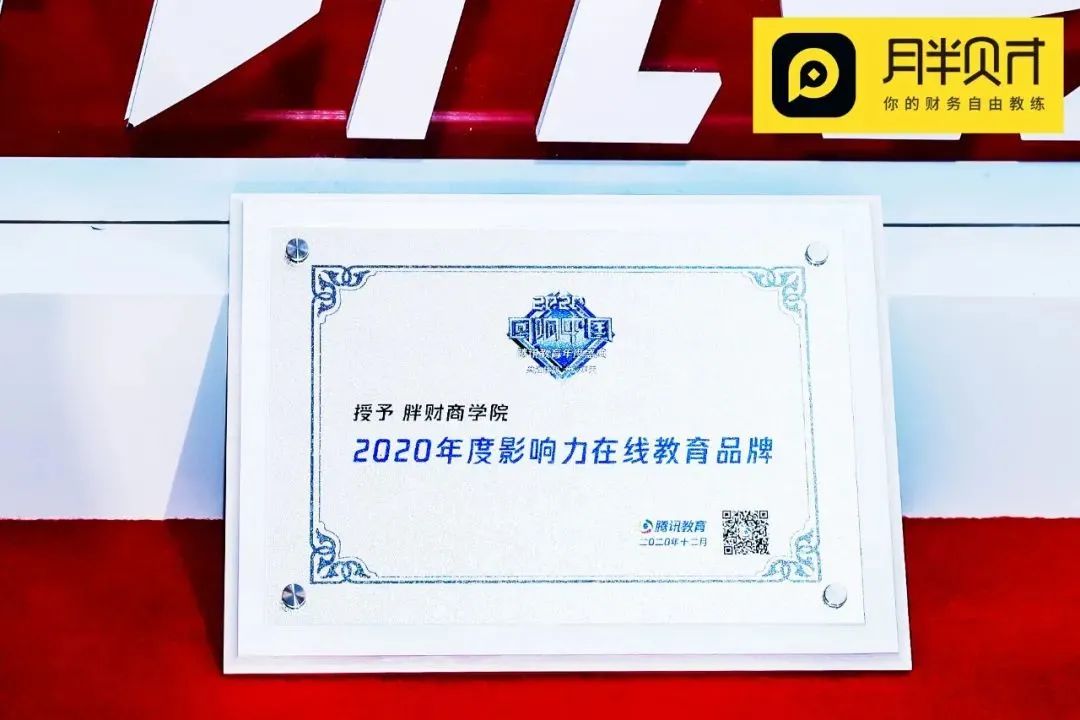 胖财
你的财务自由教练
2020
回响中国
腾讯教育年度盛典
授予 胖财商学院
2020年度影响力在线教育品牌
腾讯教育
二〇二〇年十二月